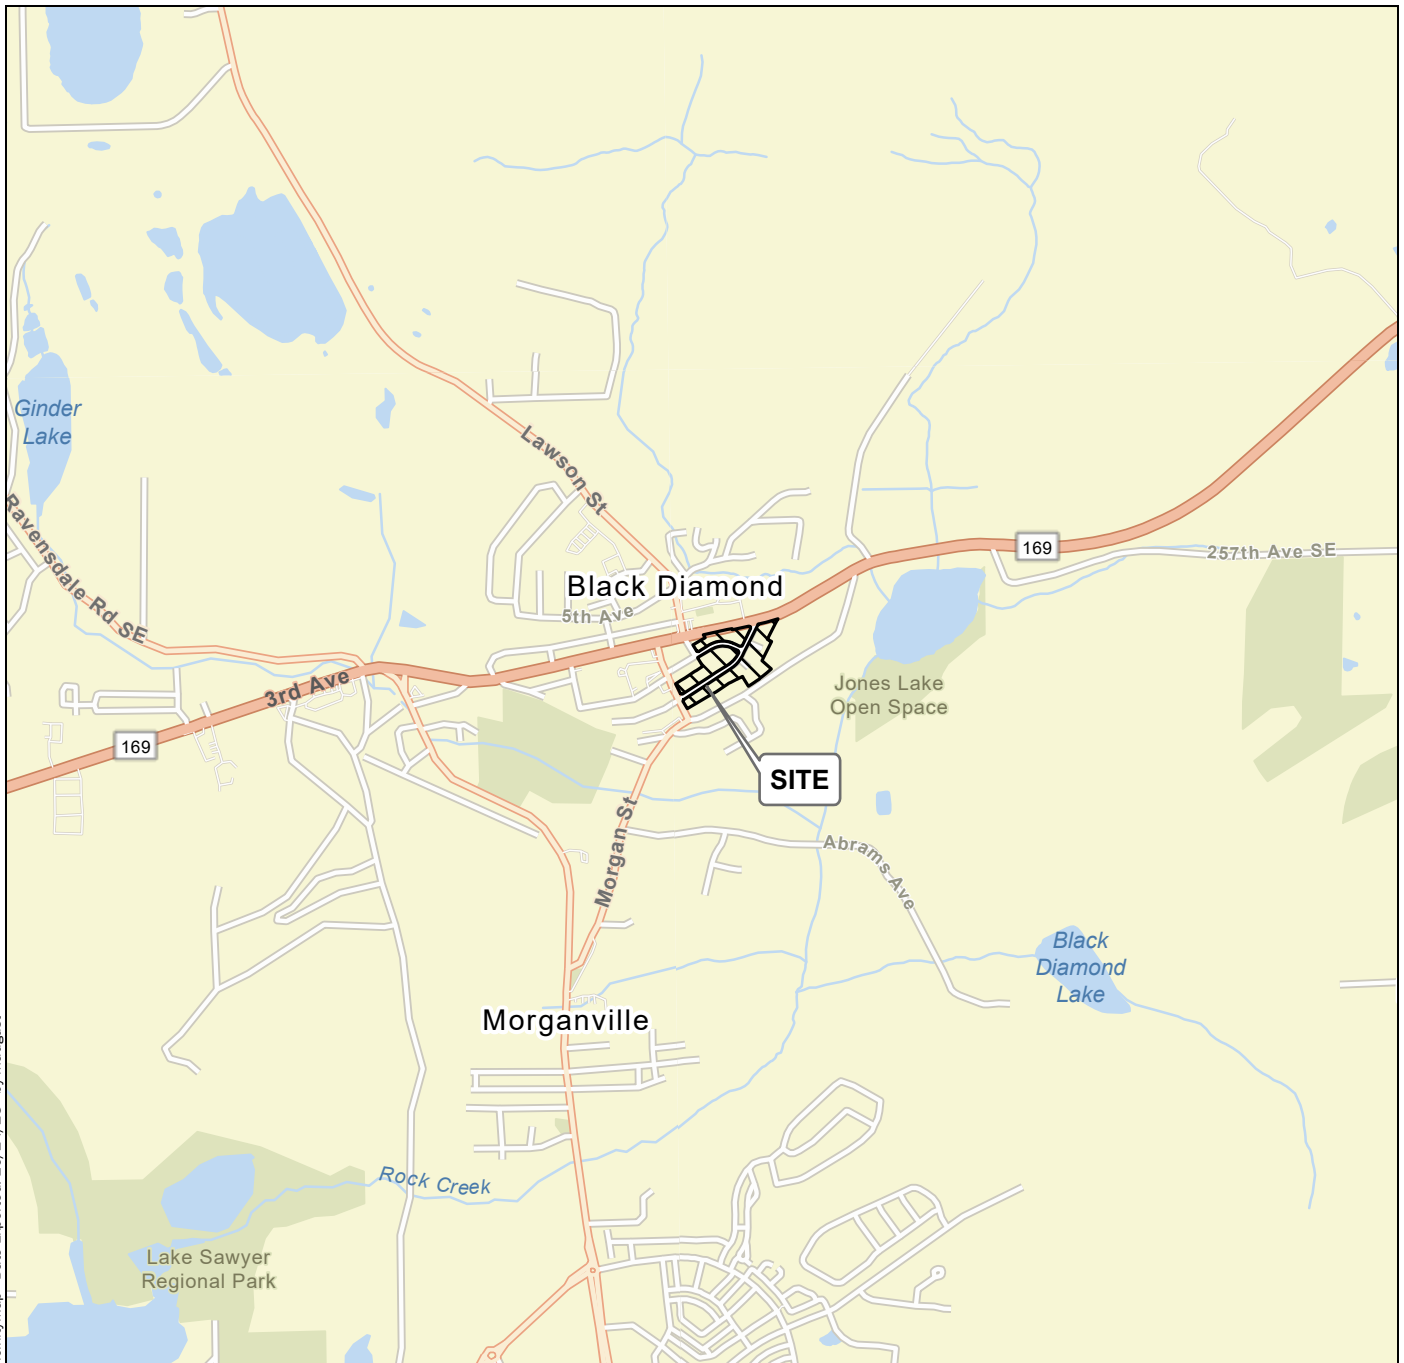 Ginder
Lake
Lawson St
Ravensdale Rd SE
169
257th Ave SE
Black Diamond
5th Ave
3rd Ave
169
Jones Lake
Open Space
SITE
Morgan St
Abrams Ave
Black
Diamond
Lake
Morganville
Rock Creek
Lake Sawyer
Regional Park